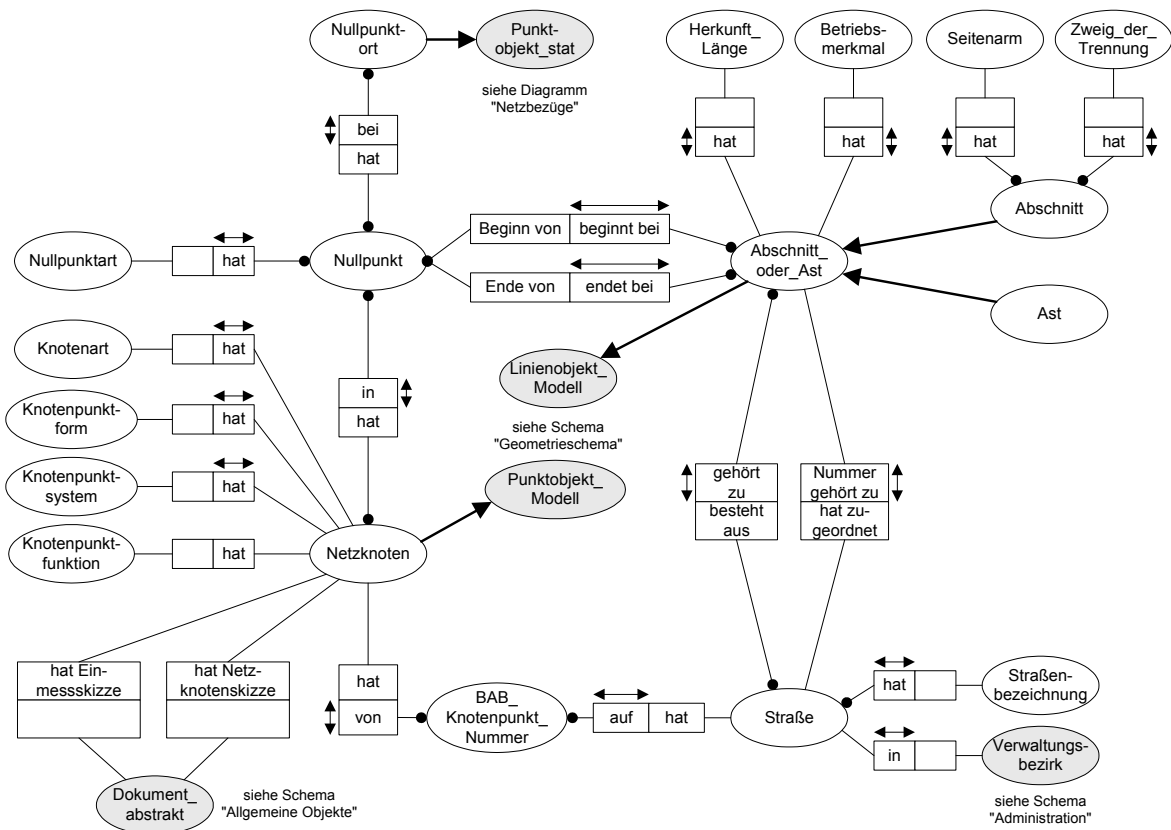 Nullpunkt-
ort
Punkt-
objekt_stat
siehe Diagramm
"Netzbezüge"
Herkunft_
Länge
Betriebs-
merkmal
Seitenarm
Zweig_der_
Trennung
bei
hat
hat
hat
hat
hat
Abschnitt
Nullpunktart
hat
Nullpunkt
Beginn von
beginnt bei
Ende von
endet bei
Abschnitt_
oder_Ast
Ast
Knotenart
hat
Knotenpunkt-
form
hat
Knotenpunkt-
system
hat
Knotenpunkt-
funktion
hat
in
hat
Linienobjekt_
Modell
siehe Schema
"Geometrieschema"
Punktobjekt_
Modell
Netzknoten
gehört
zu
besteht
aus
Nummer
gehört zu
hat zu-
geordnet
hat Ein-
messskizze
hat Netz-
knotenskizze
hat
von
BAB_
Knotenpunkt_
Nummer
auf
hat
Straße
hat
Straßen-
bezeichnung
in
Verwaltungs-
bezirk
siehe Schema
"Administration"
Dokument_
abstrakt
siehe Schema
"Allgemeine Objekte"